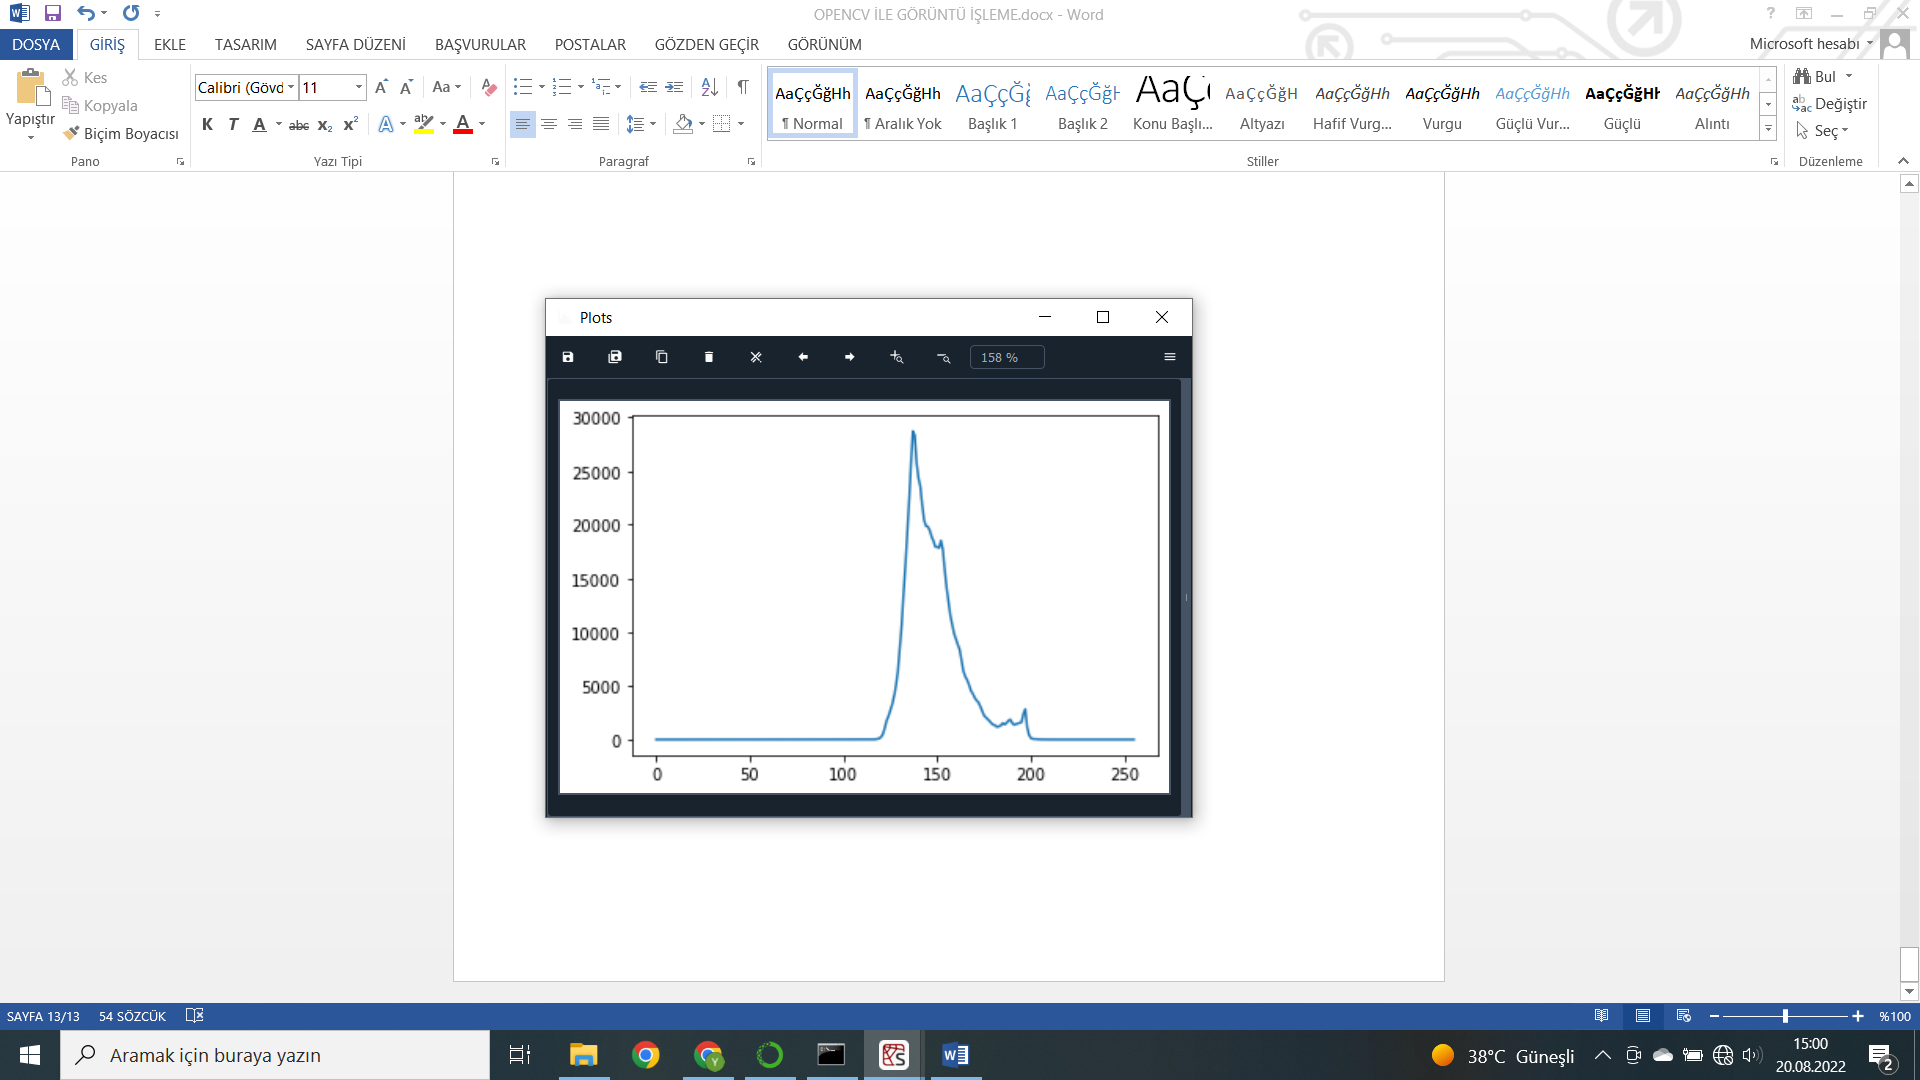 OPENCV İLE GÖRÜNTÜ İŞLEME.docx - Word
DOSYA GİRİŞ EKLE TASARIM SAYFA DÜZENİ BAŞVURULAR POSTALAR GÖZDEN GEÇİR GÖRÜNÜM Microsoft hesabı
Yapıştır
Kes
Kopyala
Biçim Boyacısı
Pano
Calibri (Gövd 11
K T A abc X₂ X² A ab A
Aa
Yazı Tipi
Paragraf
AaÇçĞğHh AaÇçĞğHh AaÇçĞğ AaÇçĞğH AaÇç AaÇçĞğH AaÇçĞğHh AaÇçĞğHh AaÇçĞğHh AaÇçĞğHh AaÇçĞğHh
¶ Normal ¶ Aralık Yok Başlık 1 Başlık 2 Konu Başlı... Altyazı Hafif Vurg... Vurgu Güçlü Vur... Güçlü Alıntı
Stiller
Bul
Değiştir
Seç
Düzenleme
Plots
158 %
30000
25000
20000
15000
10000
5000
0
0 50 100 150 200 250
SAYFA 13/13 54 SÖZCÜK %100
Aramak için buraya yazın
38°C Güneşli
15:00
20.08.2022
2